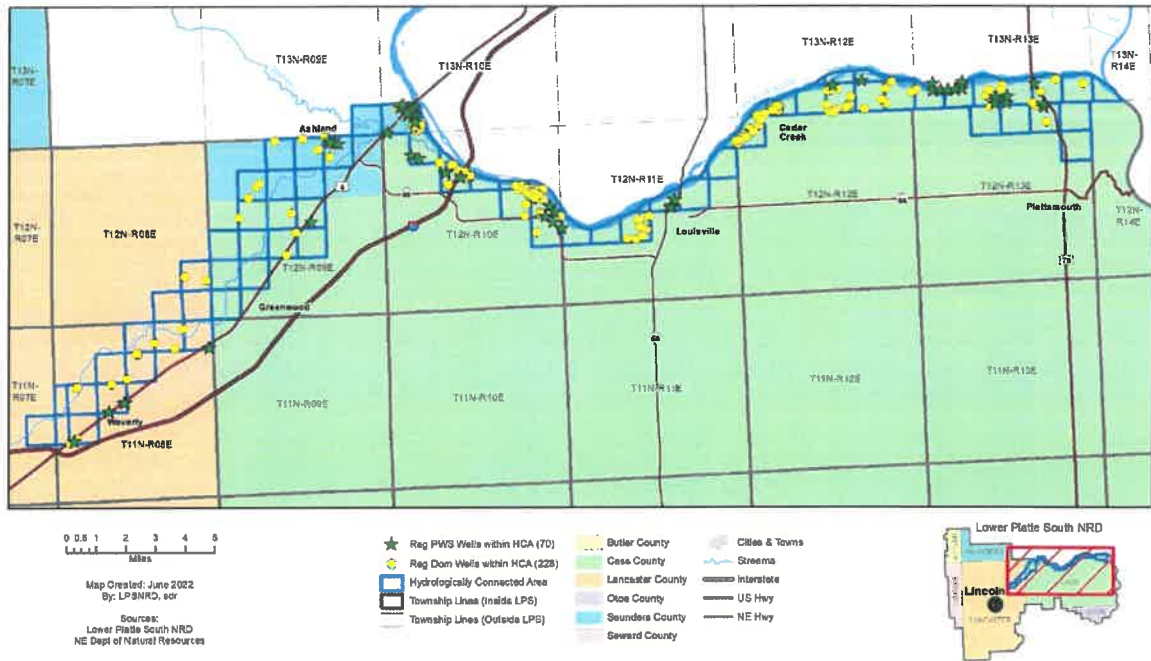 T13N-R12E
T13N-R13E
T13N-R14E
T13N-R07E
T13N-R09E
T13N-R10E
Ashland
Cedar Creek
6
66
T12N-R11E
T12N-R12E
66
T12N-R13E
Plattsmouth
T12N-R14E
T12N-R07E
T12N-R08E
T12N-R10E
Louisville
T12N-R09E
75
Greenwood
T11N-R07E
T11N-R09E
T11N-R10E
T11N-R11E
T11N-R12E
T11N-R13E
Waverly
T11N-R08E
0 0.5 1 2 3 4 5
Miles
Map Created: June 2022
By: LPSNRD, sdr
Sources:
Lower Platte South NRD
NE Dept of Natural Resources
Reg PWS Wells within HCA (70)
Reg Dom Wells within HCA (228)
Hydrologically Connected Area
Township Lines (Inside LPS)
Township Lines (Outside LPS)
Butler County
Cass County
Lancaster County
Otoe County
Saunders County
Seward County
Cities & Towns
Streams
Interstate
US Hwy
NE Hwy
Lower Platte South NRD
Lincoln
LANCASTER